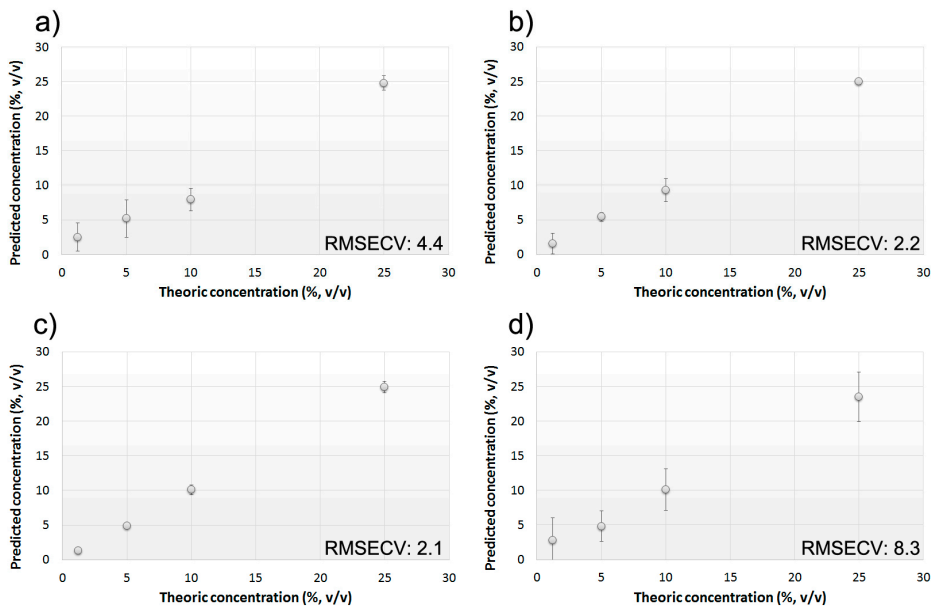 a)
30
25
20
15
10
5
0
Predicted concentration (%, v/v)
RMSECV: 4.4
0 5 10 15 20 25 30
Theoric concentration (%, v/v)
b)
30
25
20
15
10
5
0
Predicted concentration (%, v/v)
RMSECV: 2.2
0 5 10 15 20 25 30
Theoric concentration (%, v/v)
c)
30
25
20
15
10
5
0
Predicted concentration (%, v/v)
RMSECV: 2.1
0 5 10 15 20 25 30
Theoric concentration (%, v/v)
d)
30
25
20
15
10
5
0
Predicted concentration (%, v/v)
RMSECV: 8.3
0 5 10 15 20 25 30
Theoric concentration (%, v/v)